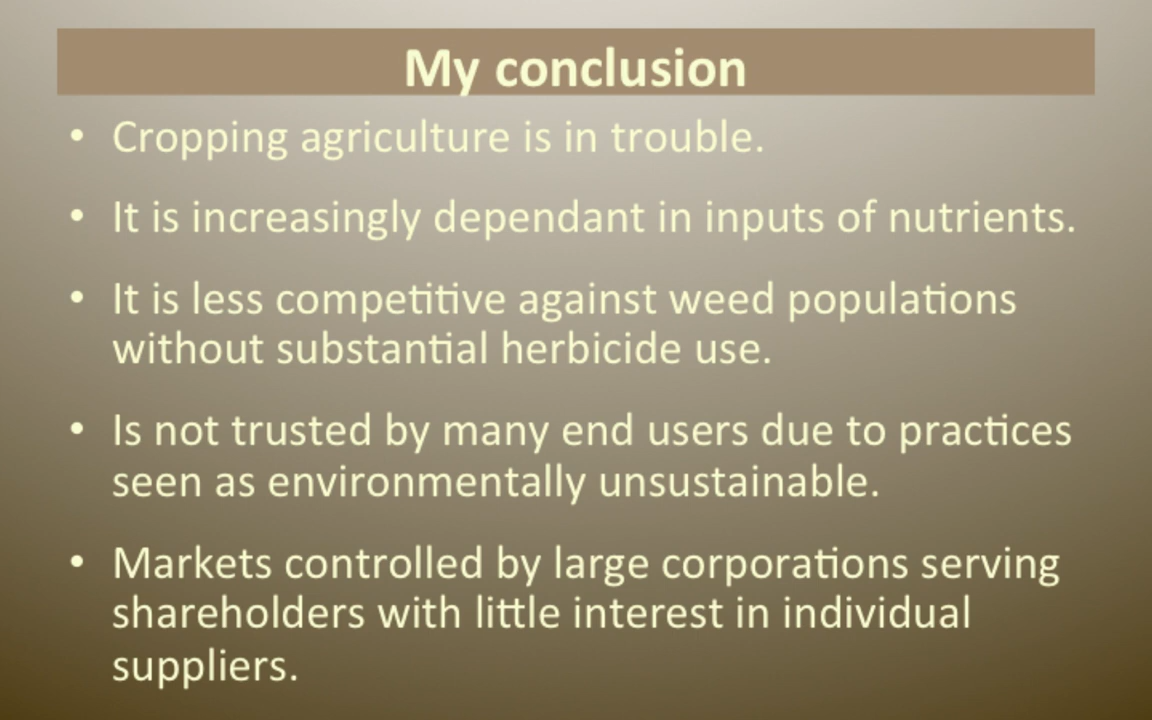 My conclusion
• Cropping agriculture is in trouble.
• It is increasingly dependant in inputs of nutrients.
• It is less competitive against weed populations
without substantial herbicide use.
• Is not trusted by many end users due to practices
seen as environmentally unsustainable.
• Markets controlled by large corporations serving
shareholders with little interest in individual
suppliers.